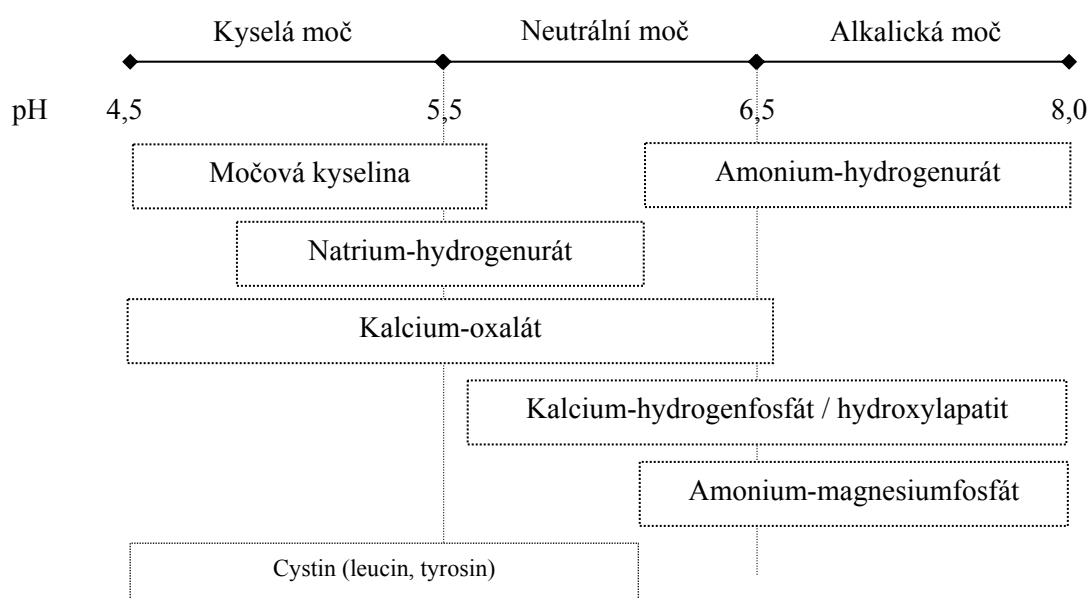 Kyselá moč Neutrální moč Alkalická moč
pH 4,5 5,5 6,5 8,0
Močová kyselina Amonium-hydrogenurát
Natrium-hydrogenurát
Kalcium-oxalát
Kalcium-hydrogenfosfát / hydroxylapatit
Amonium-magnesiumfosfát
Cystin (leucin, tyrosin)